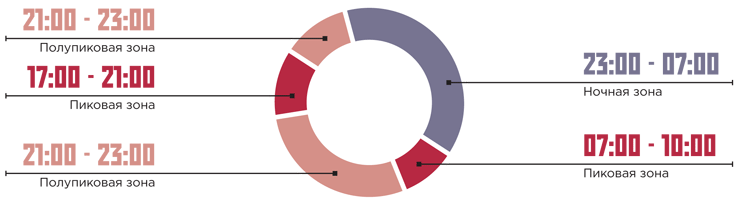 21:00 - 23:00
Полупиковая зона
17:00 - 21:00
Пиковая зона
21:00 - 23:00
Полупиковая зона
23:00 - 07:00
Ночная зона
07:00 - 10:00
Пиковая зона